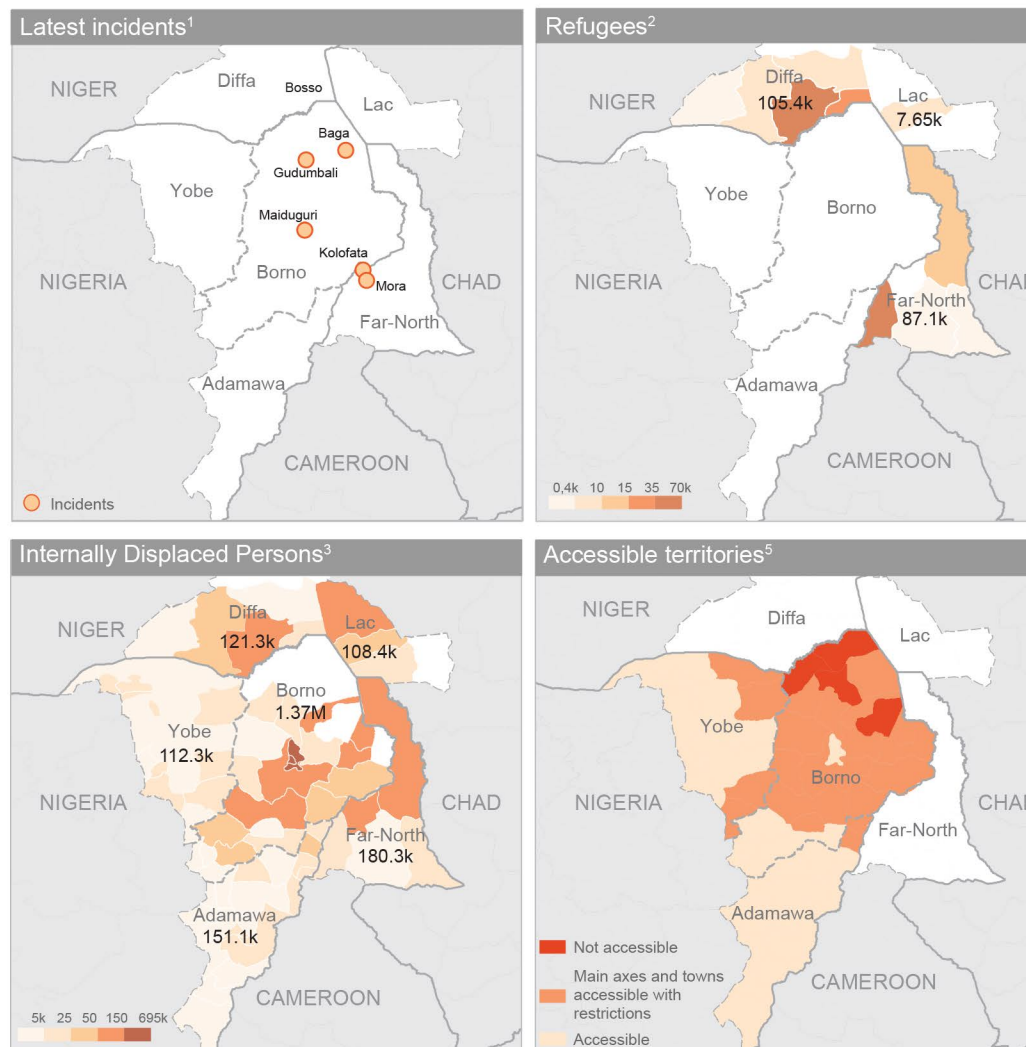 Latest incidents¹
NIGER
Diffa
Bosso
Lac
Baga
Gudumbali
Yobe
Maiduguri
Kolofata
NIGERIA
Borno
Mora
CHAD
Far-North
Adamawa
CAMEROON
Incidents
Refugees²
NIGER
Diffa
105.4k
Lac
7.65k
Yobe
Borno
NIGERIA
CHAD
Far-North
87.1k
Adamawa
CAMEROON
0,4k 10 15 35 70k
Internally Displaced Persons³
NIGER
Diffa
121.3k
Lac
108.4k
Borno
1.37M
Yobe
112.3k
NIGERIA
CHAD
Far-North
180.3k
Adamawa
151.1k
CAMEROON
5k 25 50 150 695k
Accessible territories⁵
NIGER
Diffa
Lac
Yobe
Borno
NIGERIA
CHAD
Far-North
Adamawa
CAMEROON
Not accessible
Main axes and towns
accessible with
restrictions
Accessible